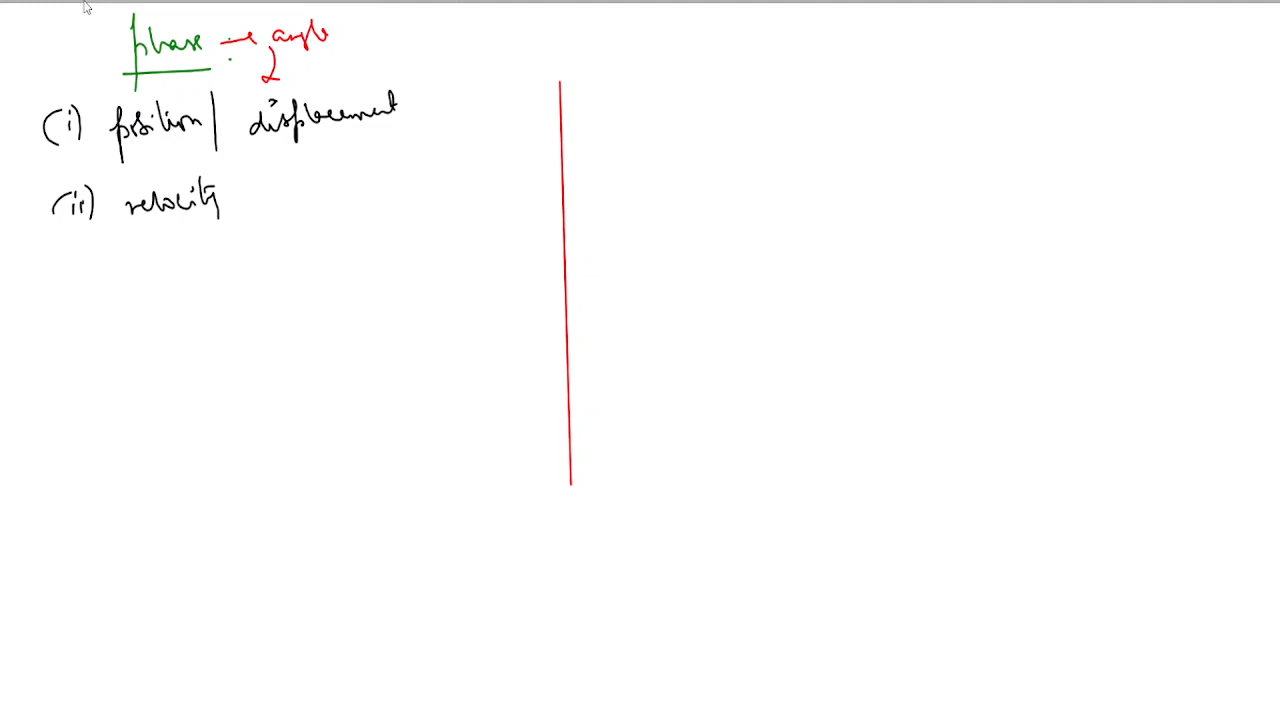 phase → angle
(i) position | displacement
(ii) velocity